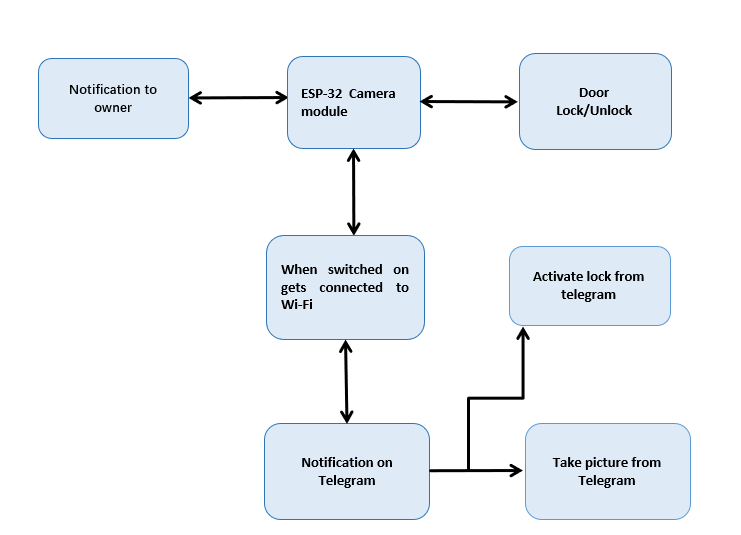 Notification to
owner
ESP-32 Camera
module
Door
Lock/Unlock
When switched on
gets connected to
Wi-Fi
Activate lock from
telegram
Notification on
Telegram
Take picture from
Telegram